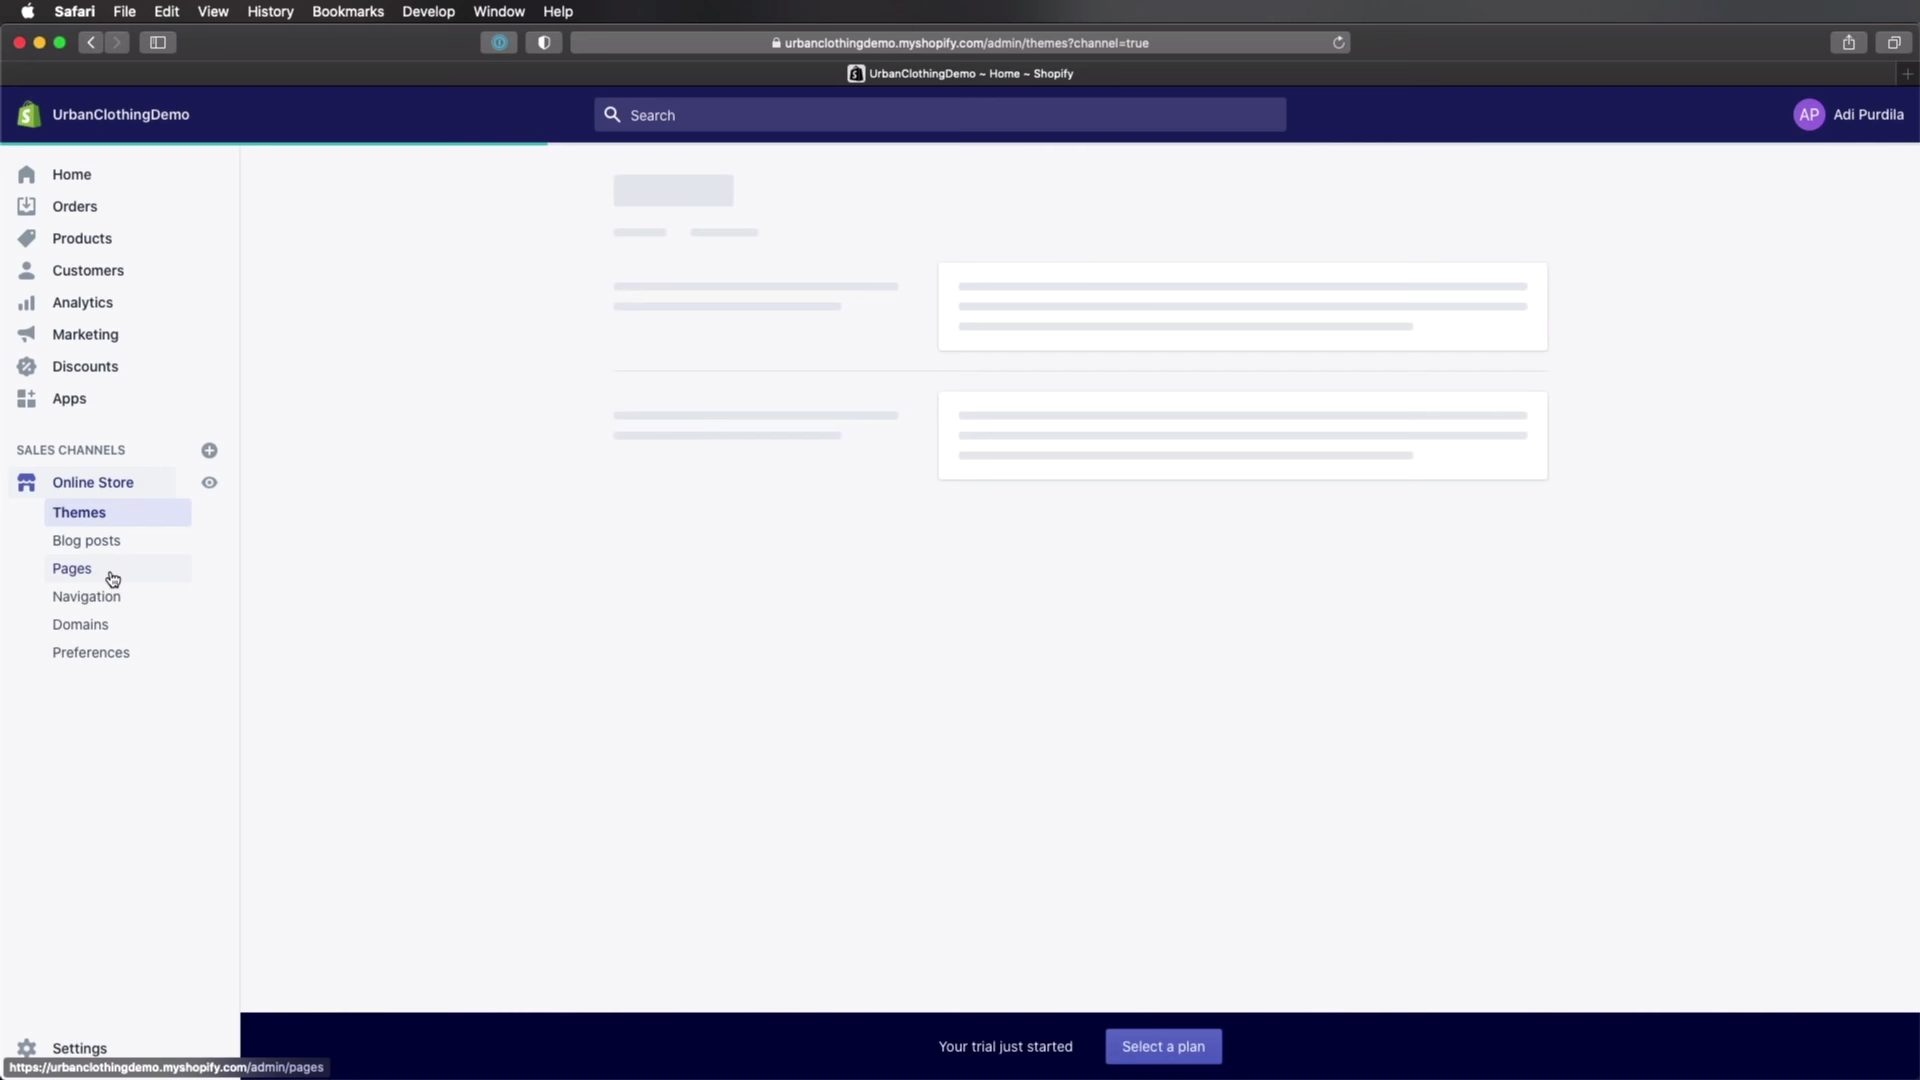 Safari File Edit View History Bookmarks Develop Window Help
urbanclothingdemo.myshopify.com/admin/themes?channel=true
UrbanClothingDemo ~ Home ~ Shopify
UrbanClothingDemo
Search
AP Adi Purdila
Home
Orders
Products
Customers
Analytics
Marketing
Discounts
Apps
SALES CHANNELS
Online Store
Themes
Blog posts
Pages
Navigation
Domains
Preferences
Settings
Your trial just started
Select a plan
https://urbanclothingdemo.myshopify.com/admin/pages